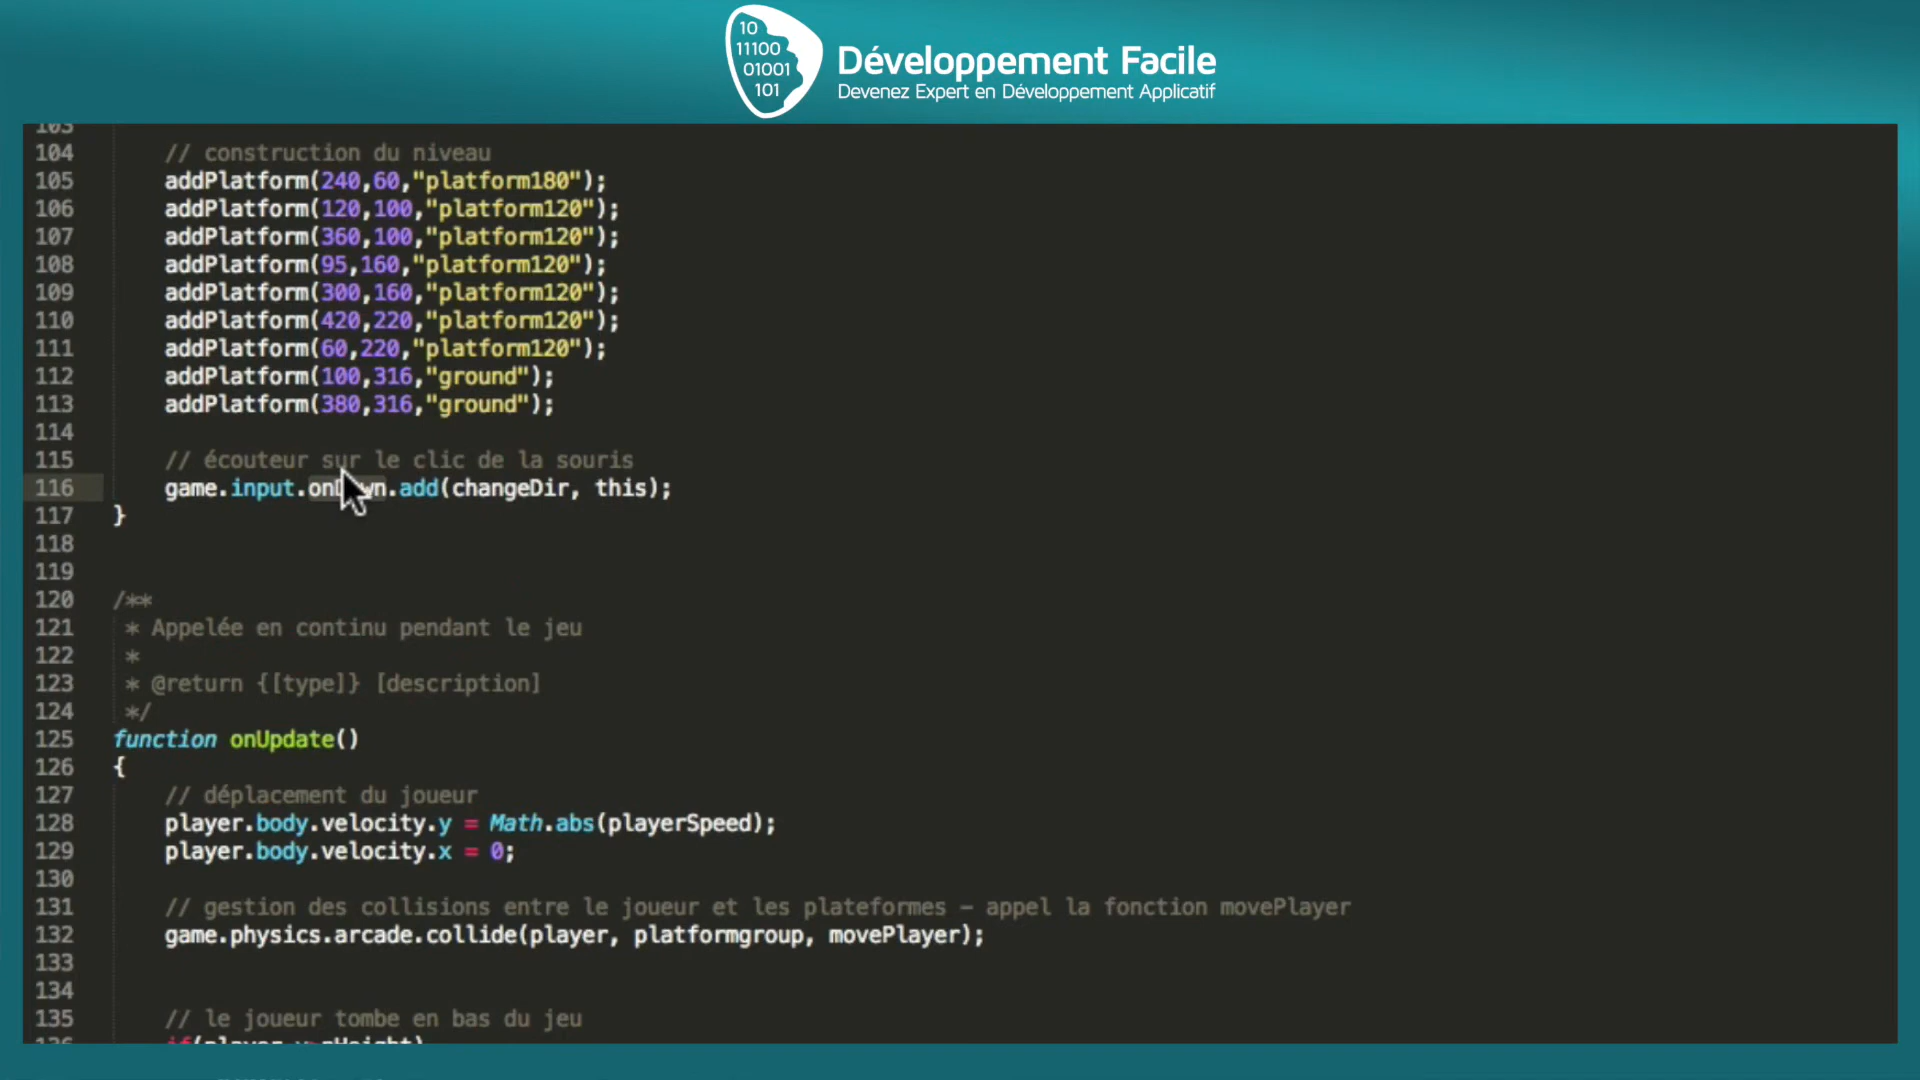 10
11100
01001
101
Développement Facile
Devenez Expert en Développement Applicatif
103
104 // construction du niveau
105 addPlatform(240,60,"platform180");
106 addPlatform(120,100,"platform120");
107 addPlatform(360,100,"platform120");
108 addPlatform(95,160,"platform120");
109 addPlatform(300,160,"platform120");
110 addPlatform(420,220,"platform120");
111 addPlatform(60,220,"platform120");
112 addPlatform(100,316,"ground");
113 addPlatform(380,316,"ground");
114
115 // écouteur sur le clic de la souris
116 game.input.onDown.add(changeDir, this);
117 }
118
119
120 /**
121 * Appelée en continu pendant le jeu
122 *
123 * @return {[type]} [description]
124 */
125 function onUpdate()
126 {
127 // déplacement du joueur
128 player.body.velocity.y = Math.abs(playerSpeed);
129 player.body.velocity.x = 0;
130
131 // gestion des collisions entre le joueur et les plateformes – appel la fonction movePlayer
132 game.physics.arcade.collide(player, platformgroup, movePlayer);
133
134
135 // le joueur tombe en bas du jeu
136